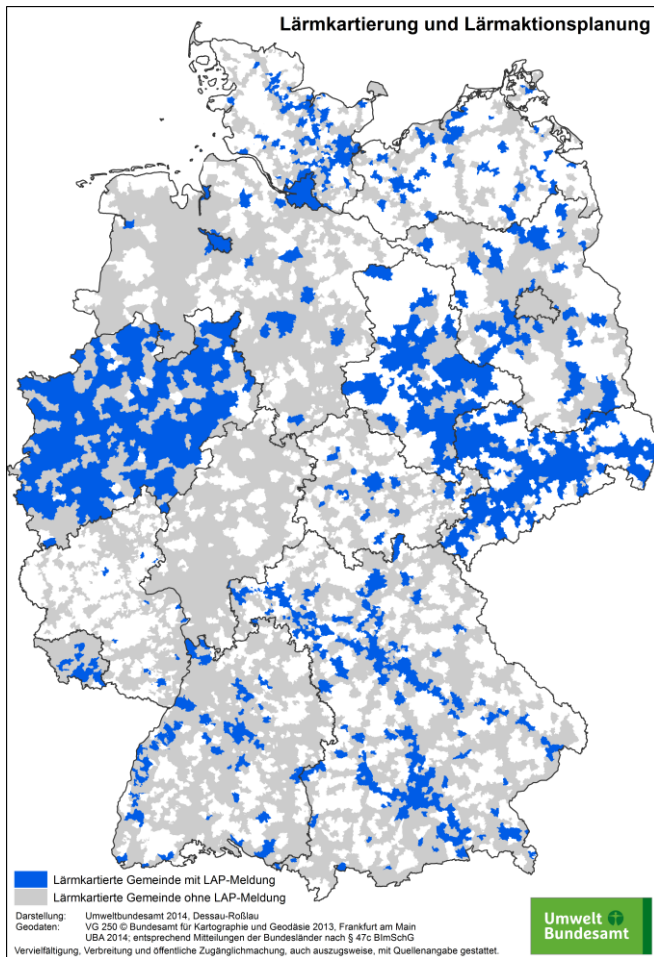 Lärmkartierung und Lärmaktionsplanung
Lärmkartierte Gemeinde mit LAP-Meldung
Lärmkartierte Gemeinde ohne LAP-Meldung
Darstellung: Umweltbundesamt 2014, Dessau-Roßlau
Geodaten: VG 250 © Bundesamt für Kartographie und Geodäsie 2013, Frankfurt am Main
UBA 2014; entsprechend Mitteilungen der Bundesländer nach § 47c BImSchG
Vervielfältigung, Verbreitung und öffentliche Zugänglichmachung, auch auszugsweise, mit Quellenangabe gestattet.
Umwelt
Bundesamt